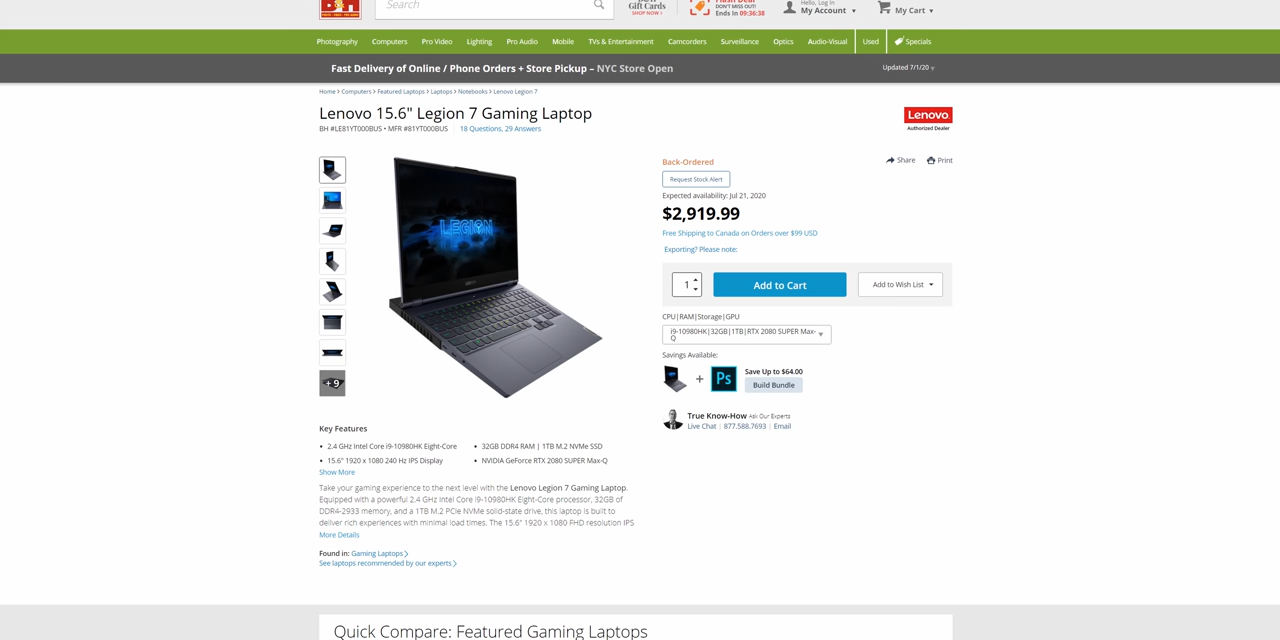 Search
Gift Cards
SHOP NOW ›
DON'T MISS OUT!
Ends In 09:36:38
Hello, Log In
My Account
My Cart
Photography Computers Pro Video Lighting Pro Audio Mobile TVs & Entertainment Camcorders Surveillance Optics Audio-Visual Used Specials
Fast Delivery of Online / Phone Orders + Store Pickup – NYC Store Open
Updated 7/1/20
Home > Computers > Featured Laptops > Laptops > Notebooks > Lenovo Legion 7
Lenovo 15.6" Legion 7 Gaming Laptop
BH #LE81YT000BUS • MFR #81YT000BUS
18 Questions, 29 Answers
Lenovo
Authorized Dealer
LEGION
+ 9
Back-Ordered
Share
Print
Request Stock Alert
Expected availability: Jul 21, 2020
$2,919.99
Free Shipping to Canada on Orders over $99 USD
Exporting? Please note:
1
Add to Cart
Add to Wish List
CPU|RAM|Storage|GPU
i9-10980HK|32GB|1TB|RTX 2080 SUPER Max-
Q
Savings Available:
+
Ps
Save Up to $64.00
Build Bundle
True Know-How Ask Our Experts
Live Chat | 877.588.7693 | Email
Key Features
• 2.4 GHz Intel Core i9-10980HK Eight-Core
• 32GB DDR4 RAM | 1TB M.2 NVMe SSD
• 15.6" 1920 x 1080 240 Hz IPS Display
• NVIDIA GeForce RTX 2080 SUPER Max-Q
Show More
Take your gaming experience to the next level with the Lenovo Legion 7 Gaming Laptop.
Equipped with a powerful 2.4 GHz Intel Core i9-10980HK Eight-Core processor, 32GB of
DDR4-2933 memory, and a 1TB M.2 PCIe NVMe solid-state drive, this laptop is built to
deliver rich experiences with minimal load times. The 15.6" 1920 x 1080 FHD resolution IPS
More Details
Found in: Gaming Laptops >
See laptops recommended by our experts >
Quick Compare: Featured Gaming Laptops